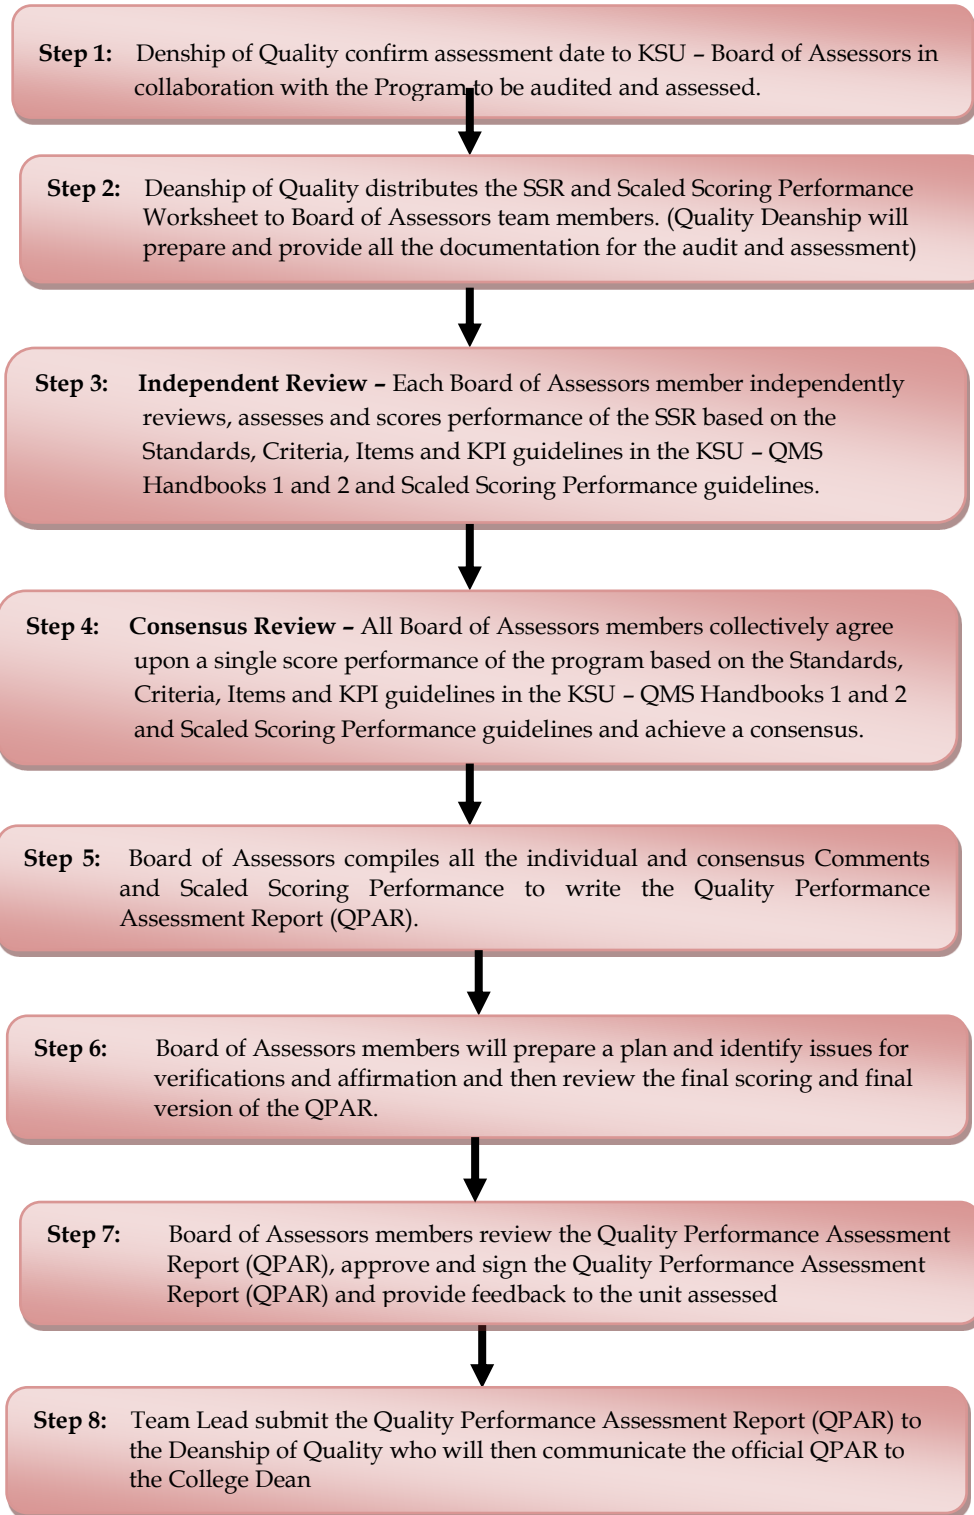 Step 1: Denship of Quality confirm assessment date to KSU – Board of Assessors in
collaboration with the Program to be audited and assessed.
Step 2: Deanship of Quality distributes the SSR and Scaled Scoring Performance
Worksheet to Board of Assessors team members. (Quality Deanship will
prepare and provide all the documentation for the audit and assessment)
Step 3: Independent Review – Each Board of Assessors member independently
reviews, assesses and scores performance of the SSR based on the
Standards, Criteria, Items and KPI guidelines in the KSU – QMS
Handbooks 1 and 2 and Scaled Scoring Performance guidelines.
Step 4: Consensus Review – All Board of Assessors members collectively agree
upon a single score performance of the program based on the Standards,
Criteria, Items and KPI guidelines in the KSU – QMS Handbooks 1 and 2
and Scaled Scoring Performance guidelines and achieve a consensus.
Step 5: Board of Assessors compiles all the individual and consensus Comments
and Scaled Scoring Performance to write the Quality Performance
Assessment Report (QPAR).
Step 6: Board of Assessors members will prepare a plan and identify issues for
verifications and affirmation and then review the final scoring and final
version of the QPAR.
Step 7: Board of Assessors members review the Quality Performance Assessment
Report (QPAR), approve and sign the Quality Performance Assessment
Report (QPAR) and provide feedback to the unit assessed
Step 8: Team Lead submit the Quality Performance Assessment Report (QPAR) to
the Deanship of Quality who will then communicate the official QPAR to
the College Dean